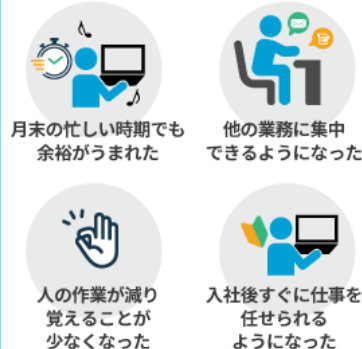 月末の忙しい時期でも
余裕がうまれた
他の業務に集中
できるようになった
人の作業が減り
覚えることが
少なくなった
入社後すぐに仕事を
任せられる
ようになった